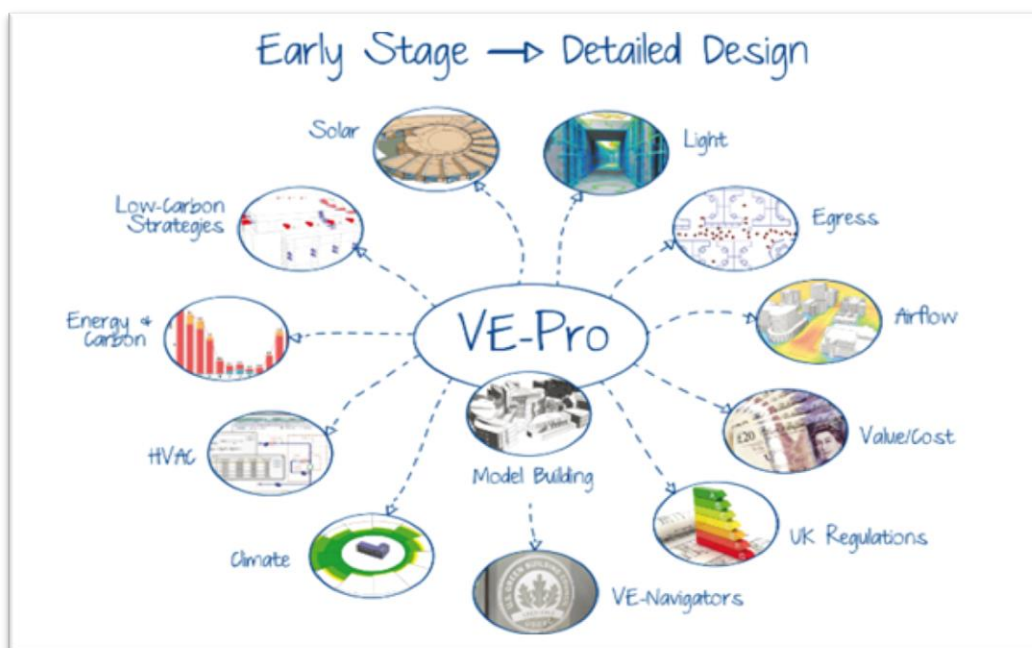 Early Stage → Detailed Design
Solar
Light
Low-Carbon
Strategies
Egress
Energy &
Carbon
VE-Pro
Airflow
£20
HVAC
Model Building
Value/Cost
Climate
UK Regulations
VE-Navigators